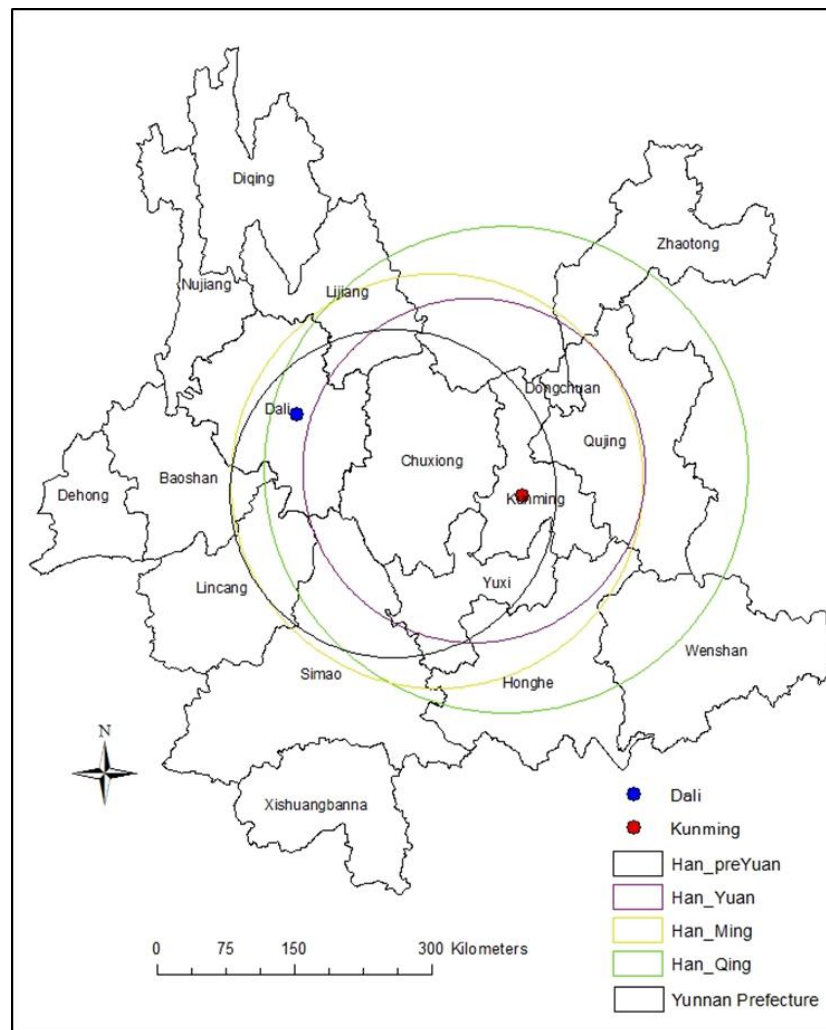 Diqing
Zhaotong
Nujiang
Lijiang
Dongchuan
Dali
Qujing
Chuxiong
Baoshan
Dehong
Kunming
Yuxi
Lincang
Wenshan
Simao
Honghe
N
Xishuangbanna
Dali
Kunming
Han_preYuan
Han_Yuan
Han_Ming
Han_Qing
Yunnan Prefecture
0 75 150 300 Kilometers